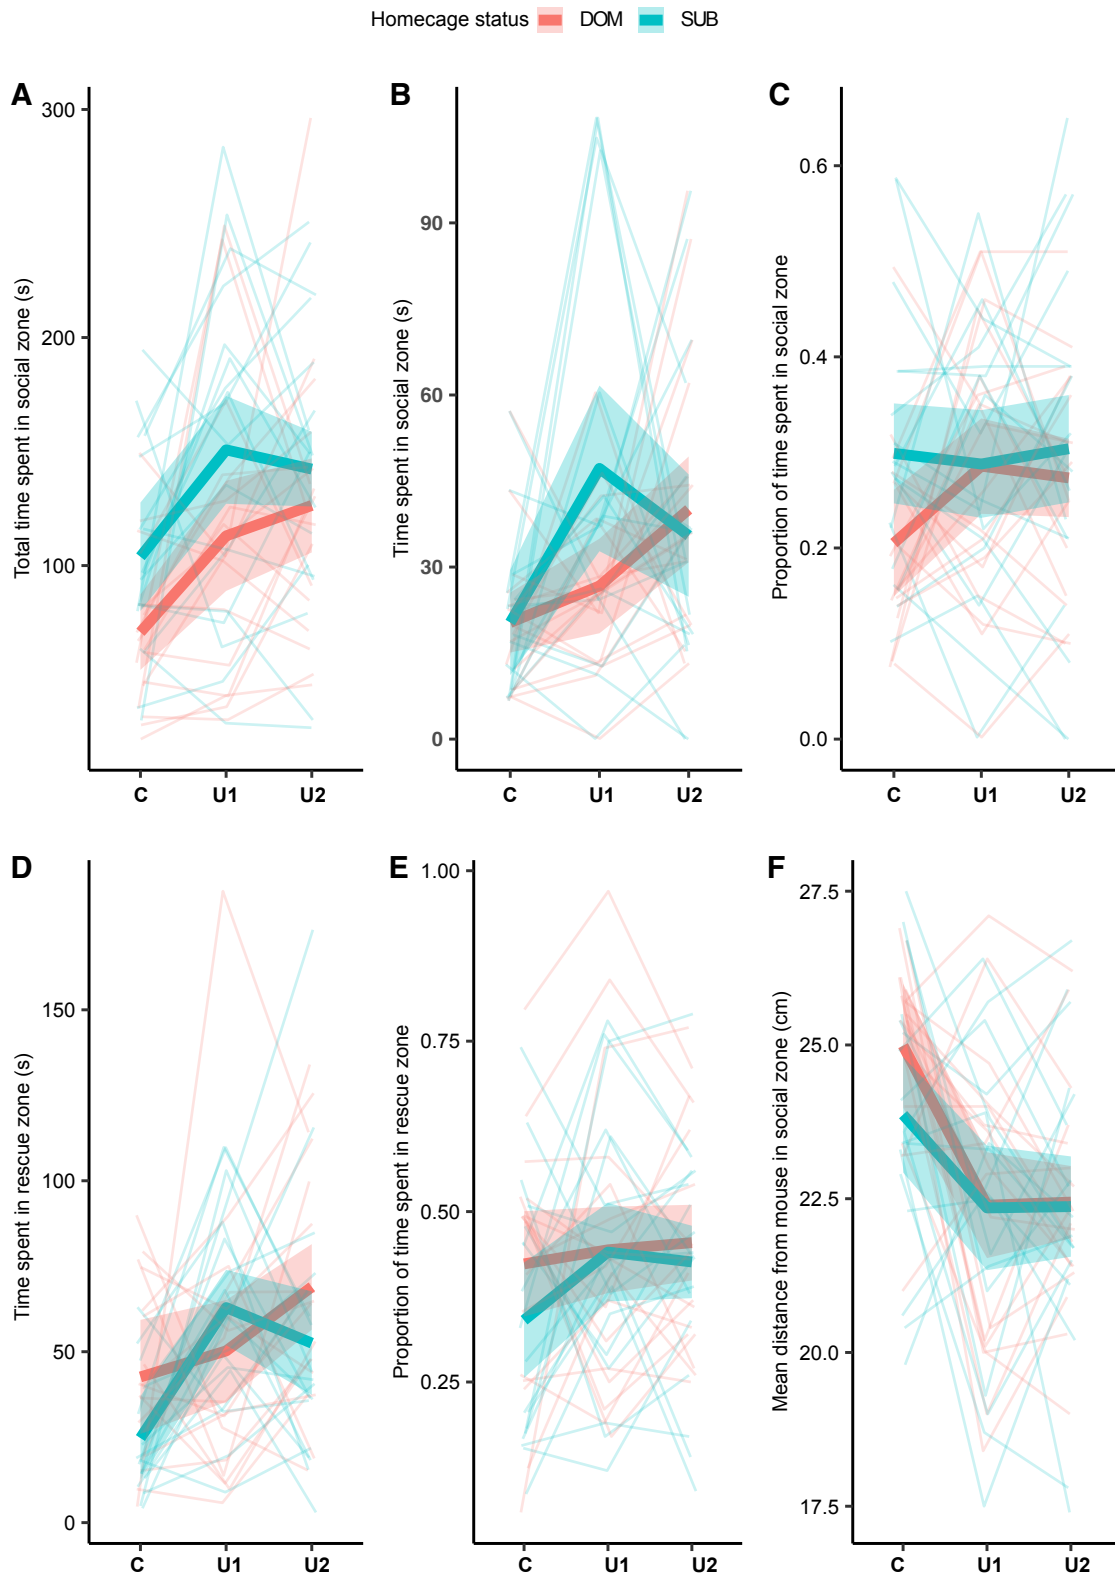 Homecage status DOM SUB
A
Total time spent in social zone (s)
300
200
100
C U1 U2
B
Time spent in social zone (s)
90
60
30
0
C U1 U2
C
Proportion of time spent in social zone
0.6
0.4
0.2
0.0
C U1 U2
D
Time spent in rescue zone (s)
150
100
50
0
C U1 U2
E
Proportion of time spent in rescue zone
1.00
0.75
0.50
0.25
C U1 U2
F
Mean distance from mouse in social zone (cm)
27.5
25.0
22.5
20.0
17.5
C U1 U2